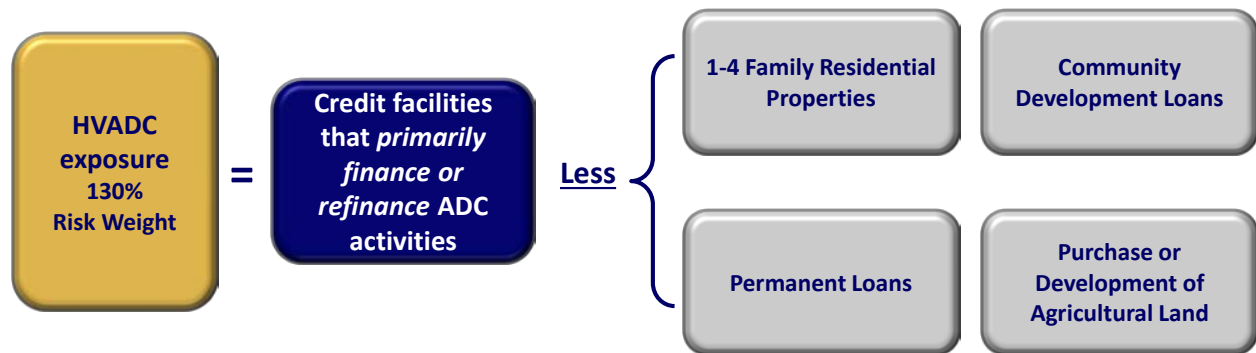 HVADC
exposure
130%
Risk Weight
=
Credit facilities
that primarily
finance or
refinance ADC
activities
Less
1-4 Family Residential
Properties
Community
Development Loans
Permanent Loans
Purchase or
Development of
Agricultural Land